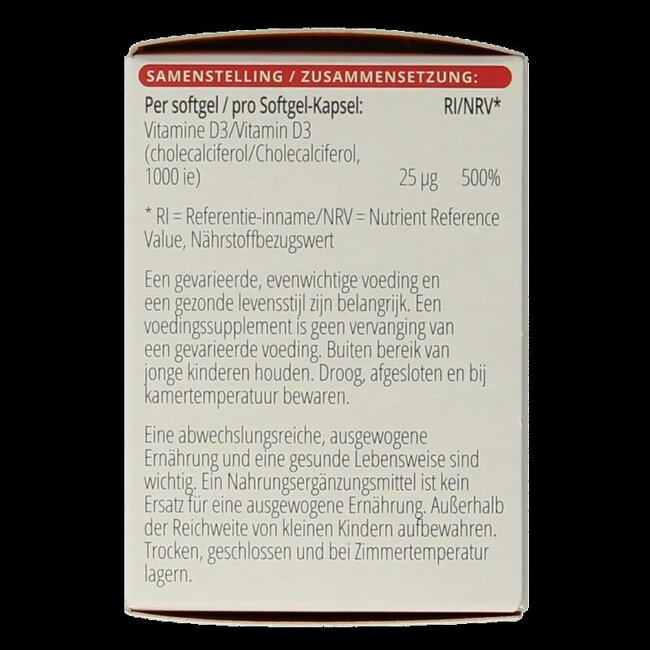 SAMENSTELLING / ZUSAMMENSETZUNG:
Per softgel / pro Softgel-Kapsel: RI/NRV*
Vitamine D3/Vitamin D3
(cholecalciferol/Cholecalciferol,
1000 ie) 25 µg 500%
* RI = Referentie-inname/NRV = Nutrient Reference
Value, Nährstoffbezugswert
Een gevarieerde, evenwichtige voeding en
een gezonde levensstijl zijn belangrijk. Een
voedingssupplement is geen vervanging van
een gevarieerde voeding. Buiten bereik van
jonge kinderen houden. Droog, afgesloten en bij
kamertemperatuur bewaren.
Eine abwechslungsreiche, ausgewogene
Ernährung und eine gesunde Lebensweise sind
wichtig. Ein Nahrungsergänzungsmittel ist kein
Ersatz für eine ausgewogene Ernährung. Außerhalb
der Reichweite von kleinen Kindern aufbewahren.
Trocken, geschlossen und bei Zimmertemperatur
lagern.